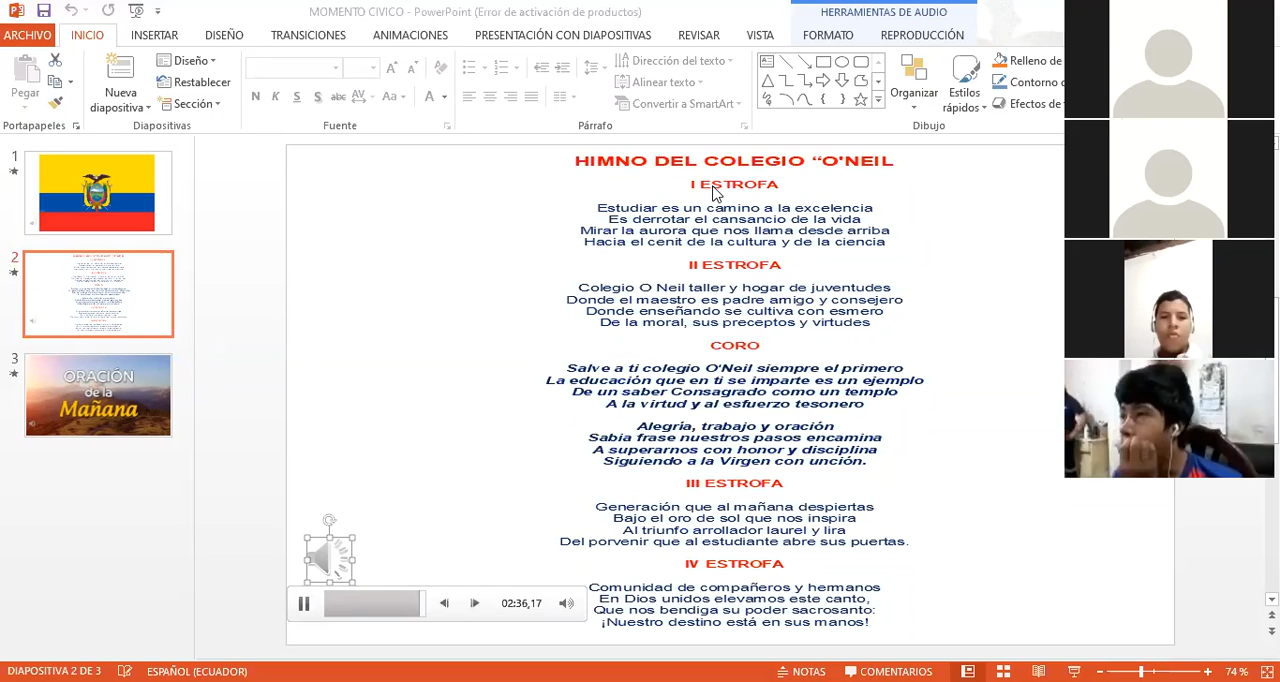 MOMENTO CIVICO - PowerPoint (Error de activación de productos)
HERRAMIENTAS DE AUDIO
ARCHIVO INICIO INSERTAR DISEÑO TRANSICIONES ANIMACIONES PRESENTACIÓN CON DIAPOSITIVAS REVISAR VISTA FORMATO REPRODUCCIÓN
Pegar
Nueva
diapositiva
Diseño
Restablecer
Sección
N K S S abc AV Aa A
Dirección del texto
Alinear texto
Convertir a SmartArt
Organizar
Estilos
rápidos
Relleno de
Contorno
Efectos de
Portapapeles Diapositivas Fuente Párrafo Dibujo
1
2
3
ORACIÓN
de la
Mañana
HIMNO DEL COLEGIO “O'NEIL
I ESTROFA
Estudiar es un camino a la excelencia
Es derrotar el cansancio de la vida
Mirar la aurora que nos llama desde arriba
Hacia el cenit de la cultura y de la ciencia
II ESTROFA
Colegio O Neil taller y hogar de juventudes
Donde el maestro es padre amigo y consejero
Donde enseñando se cultiva con esmero
De la moral, sus preceptos y virtudes
CORO
Salve a ti colegio O'Neil siempre el primero
La educación que en ti se imparte es un ejemplo
De un saber Consagrado como un templo
A la virtud y al esfuerzo tesonero
Alegría, trabajo y oración
Sabia frase nuestros pasos encamina
A superarnos con honor y disciplina
Siguiendo a la Virgen con unción.
III ESTROFA
Generación que al mañana despiertas
Bajo el oro de sol que nos inspira
Al triunfo arrollador laurel y lira
Del porvenir que al estudiante abre sus puertas.
IV ESTROFA
Comunidad de compañeros y hermanos
En Dios unidos elevamos este canto,
Que nos bendiga su poder sacrosanto:
¡Nuestro destino está en sus manos!
02:36,17
DIAPOSITIVA 2 DE 3 ESPAÑOL (ECUADOR) NOTAS COMENTARIOS 74 %